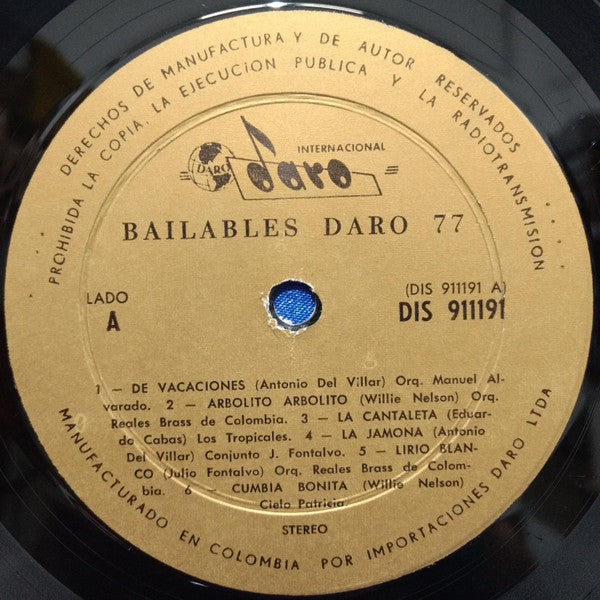 DERECHOS DE MANUFACTURA Y DE AUTOR RESERVADOS
PROHIBIDA LA COPIA, LA EJECUCION PUBLICA Y LA RADIOTRANSMISION
DARO
INTERNACIONAL
daro
BAILABLES DARO 77
LADO
A
(DIS 911191 A)
DIS 911191
1 — DE VACACIONES (Antonio Del Villar) Orq. Manuel Al-
varado. 2 — ARBOLITO ARBOLITO (Willie Nelson) Orq.
Reales Brass de Colombia. 3 — LA CANTALETA (Eduar-
do Cabas) Los Tropicales. 4 — LA JAMONA (Antonio
Del Villar) Conjunto J. Fontalvo. 5 — LIRIO BLAN-
CO (Julio Fontalvo) Orq. Reales Brass de Colom-
bia. 6 — CUMBIA BONITA (Willie Nelson)
Cielo Patricia.
STEREO
MANUFACTURADO EN COLOMBIA POR IMPORTACIONES DARO LTDA